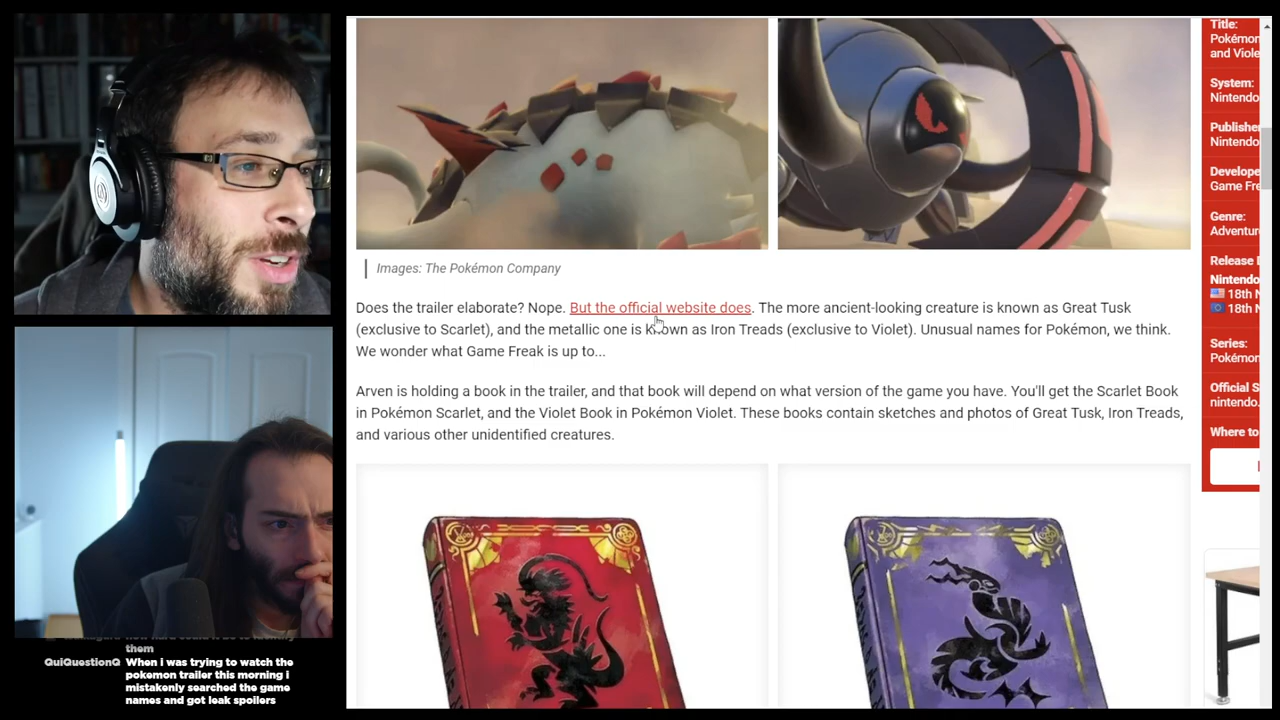 Images: The Pokémon Company
Does the trailer elaborate? Nope. But the official website does. The more ancient-looking creature is known as Great Tusk
(exclusive to Scarlet), and the metallic one is known as Iron Treads (exclusive to Violet). Unusual names for Pokémon, we think.
We wonder what Game Freak is up to...
Arven is holding a book in the trailer, and that book will depend on what version of the game you have. You'll get the Scarlet Book
in Pokémon Scarlet, and the Violet Book in Pokémon Violet. These books contain sketches and photos of Great Tusk, Iron Treads,
and various other unidentified creatures.
Title:
Pokémon
and Viole
System:
Nintendo
Publisher
Nintendo
Develope
Game Fre
Genre:
Adventur
Release
Nintendo
18th N
18th N
Series:
Pokémon
Official S
nintendo.
Where to
them
QuiQuestionQ When i was trying to watch the
pokemon trailer this morning i
mistakenly searched the game
names and got leak spoilers